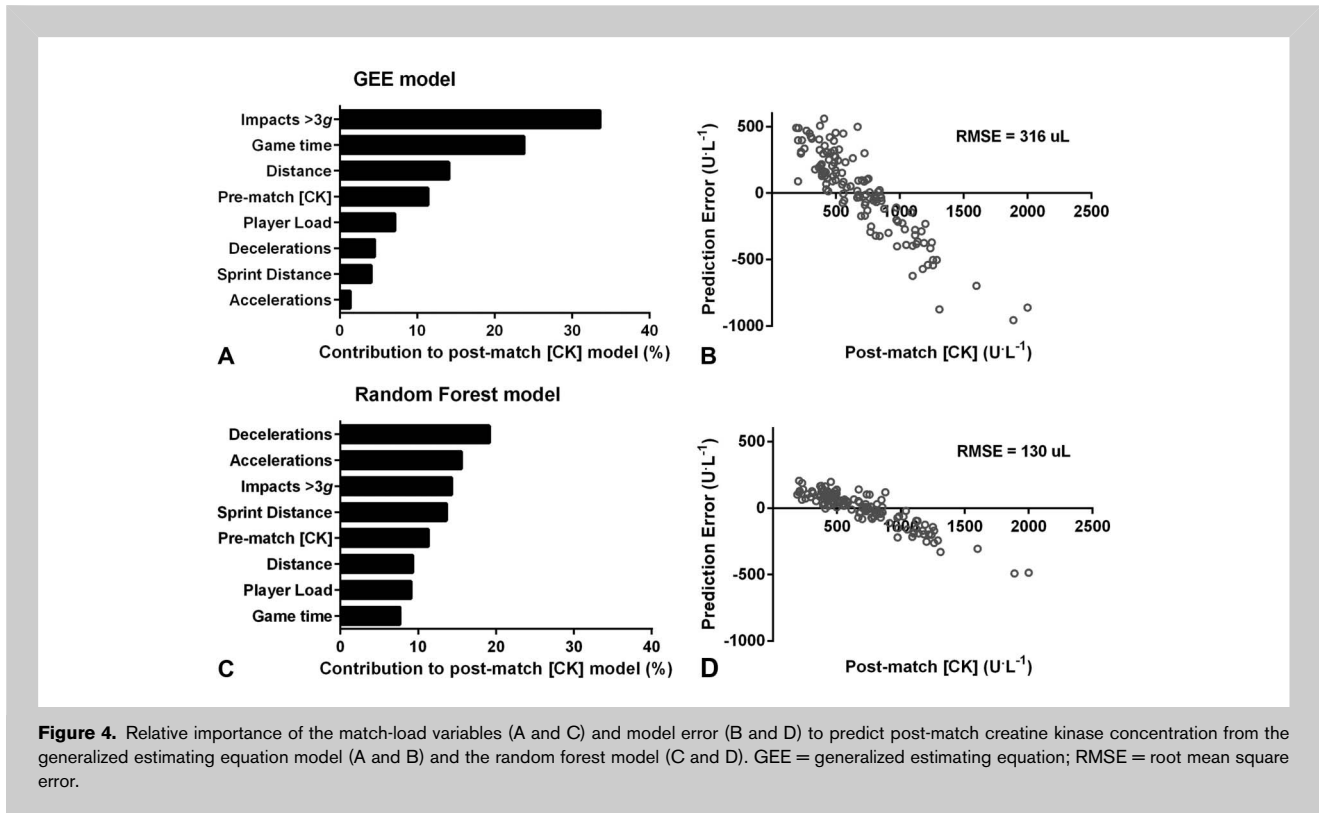 GEE model
Impacts >3g
Game time
Distance
Pre-match [CK]
Player Load
Decelerations
Sprint Distance
Accelerations
0 10 20 30 40
A Contribution to post-match [CK] model (%)
Prediction Error (U·L⁻¹)
500
0
-500
-1000
500 1000 1500 2000 2500
RMSE = 316 uL
B Post-match [CK] (U·L⁻¹)
Random Forest model
Decelerations
Accelerations
Impacts >3g
Sprint Distance
Pre-match [CK]
Distance
Player Load
Game time
0 10 20 30 40
C Contribution to post-match [CK] model (%)
Prediction Error (U·L⁻¹)
500
0
-500
-1000
500 1000 1500 2000 2500
RMSE = 130 uL
D Post-match [CK] (U·L⁻¹)
Figure 4. Relative importance of the match-load variables (A and C) and model error (B and D) to predict post-match creatine kinase concentration from the
generalized estimating equation model (A and B) and the random forest model (C and D). GEE = generalized estimating equation; RMSE = root mean square
error.